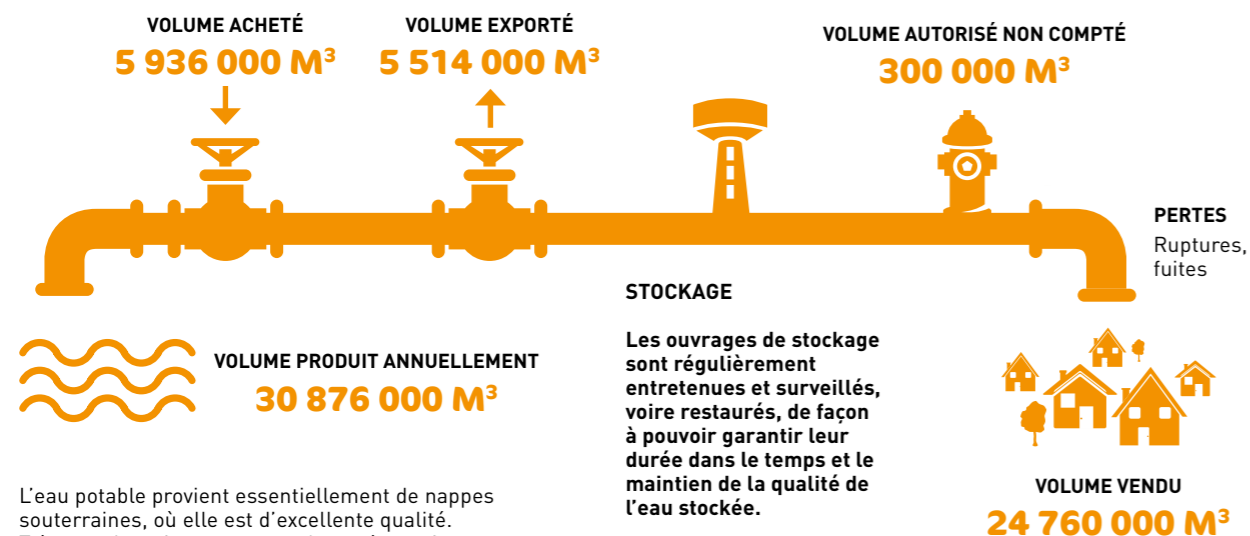 VOLUME ACHETÉ
5 936 000 M³
VOLUME EXPORTÉ
5 514 000 M³
VOLUME AUTORISÉ NON COMPTÉ
300 000 M³
PERTES
Ruptures,
fuites
STOCKAGE
Les ouvrages de stockage
sont régulièrement
entretenues et surveillés,
voire restaurés, de façon
à pouvoir garantir leur
durée dans le temps et le
maintien de la qualité de
l’eau stockée.
VOLUME PRODUIT ANNUELLEMENT
30 876 000 M³
L’eau potable provient essentiellement de nappes
souterraines, où elle est d’excellente qualité.
VOLUME VENDU
24 760 000 M³